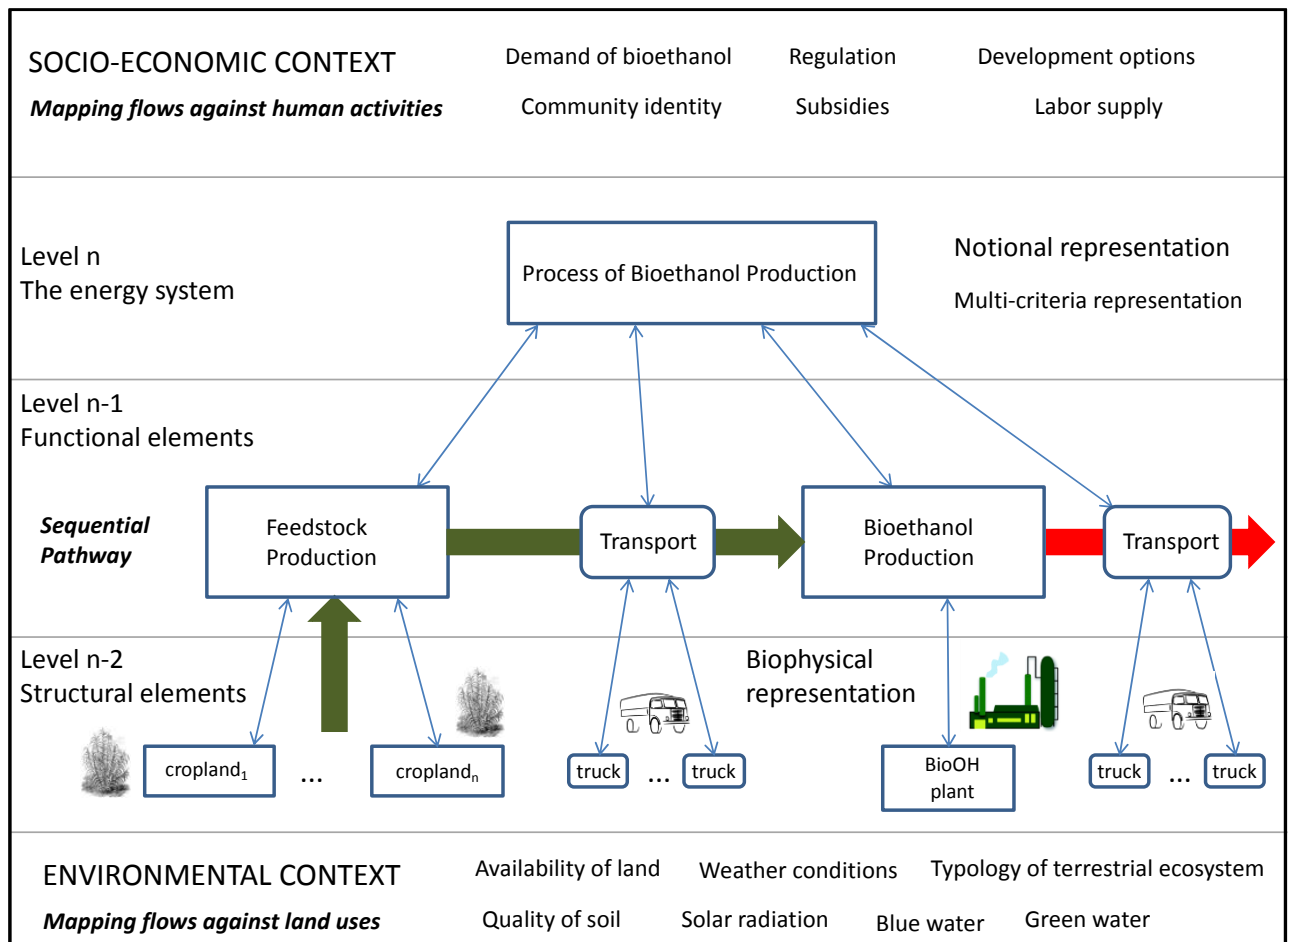 SOCIO-ECONOMIC CONTEXT
Mapping flows against human activities
Demand of bioethanol
Regulation
Development options
Community identity
Subsidies
Labor supply
Level n
The energy system
Process of Bioethanol Production
Notional representation
Multi-criteria representation
Level n-1
Functional elements
Sequential
Pathway
Feedstock
Production
Transport
Bioethanol
Production
Transport
Level n-2
Structural elements
Biophysical
representation
cropland1
...
croplandn
truck
...
truck
BioOH
plant
truck
...
truck
ENVIRONMENTAL CONTEXT
Mapping flows against land uses
Availability of land
Weather conditions
Typology of terrestrial ecosystem
Quality of soil
Solar radiation
Blue water
Green water